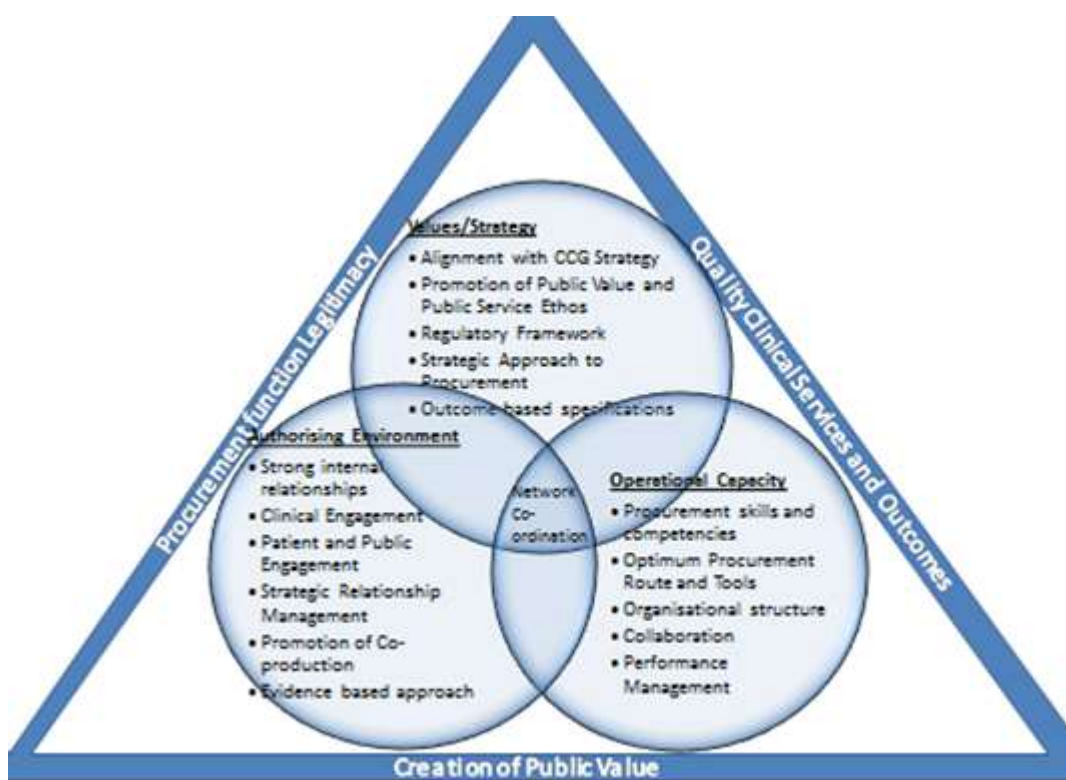 Procurement function Legitimacy
Quality Clinical Services and Outcomes
Values/Strategy
• Alignment with CCG Strategy
• Promotion of Public Value and
Public Service Ethos
• Regulatory Framework
• Strategic Approach to
Procurement
• Outcome based specifications
Authorising Environment
• Strong internal
relationships
• Clinical Engagement
• Patient and Public
Engagement
• Strategic Relationship
Management
• Promotion of Co-
production
• Evidence based approach
Network
Co-
ordination
Operational Capacity
• Procurement skills and
competencies
• Optimum Procurement
Route and Tools
• Organisational structure
• Collaboration
• Performance
Management
Creation of Public Value